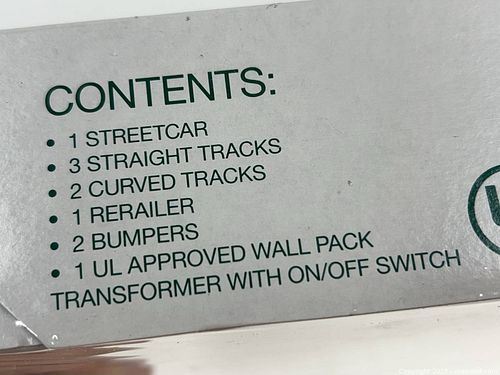 CONTENTS:
• 1 STREETCAR
• 3 STRAIGHT TRACKS
• 2 CURVED TRACKS
• 1 RERAILER
• 2 BUMPERS
• 1 UL APPROVED WALL PACK
TRANSFORMER WITH ON/OFF SWITCH